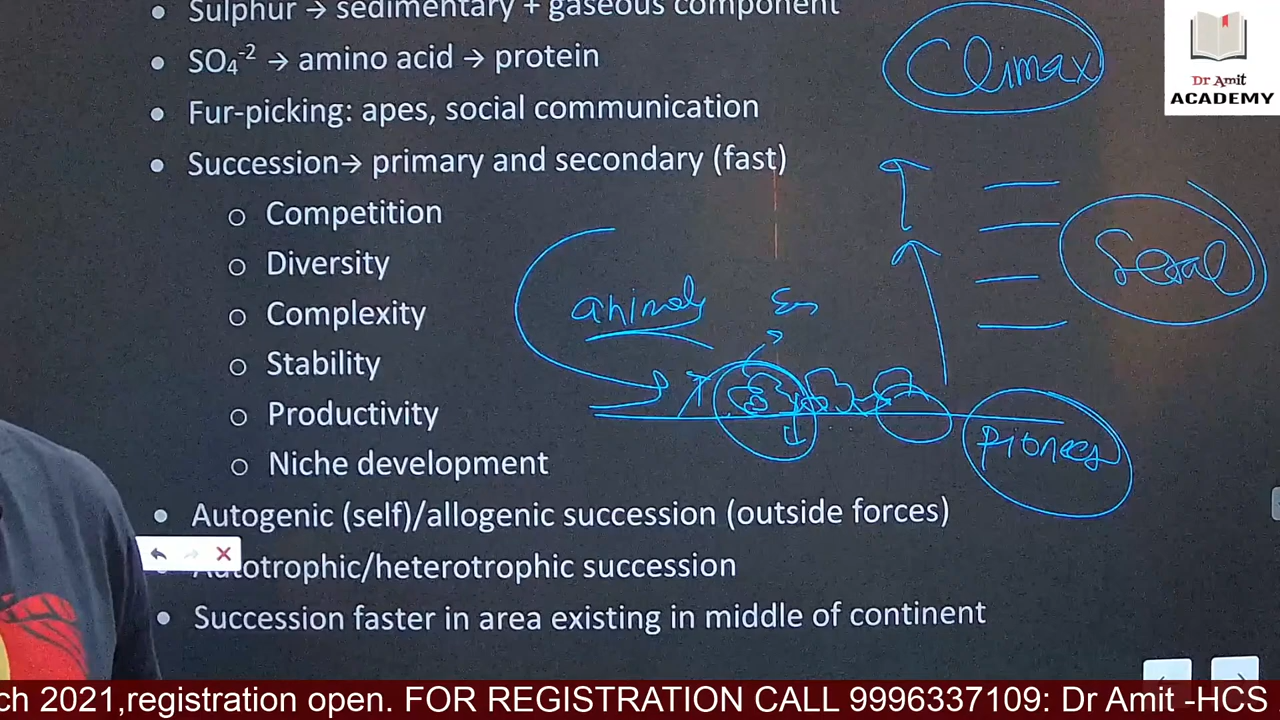 Sulphur → sedimentary + gaseous component
SO₄⁻² → amino acid → protein
Fur-picking: apes, social communication
Succession→ primary and secondary (fast)
Competition
Diversity
Complexity
Stability
Productivity
Niche development
Autogenic (self)/allogenic succession (outside forces)
Autotrophic/heterotrophic succession
Succession faster in area existing in middle of continent
Climax
Seral
animals
Pioneer
Dr Amit
ACADEMY
ch 2021,registration open. FOR REGISTRATION CALL 9996337109: Dr Amit -HCS